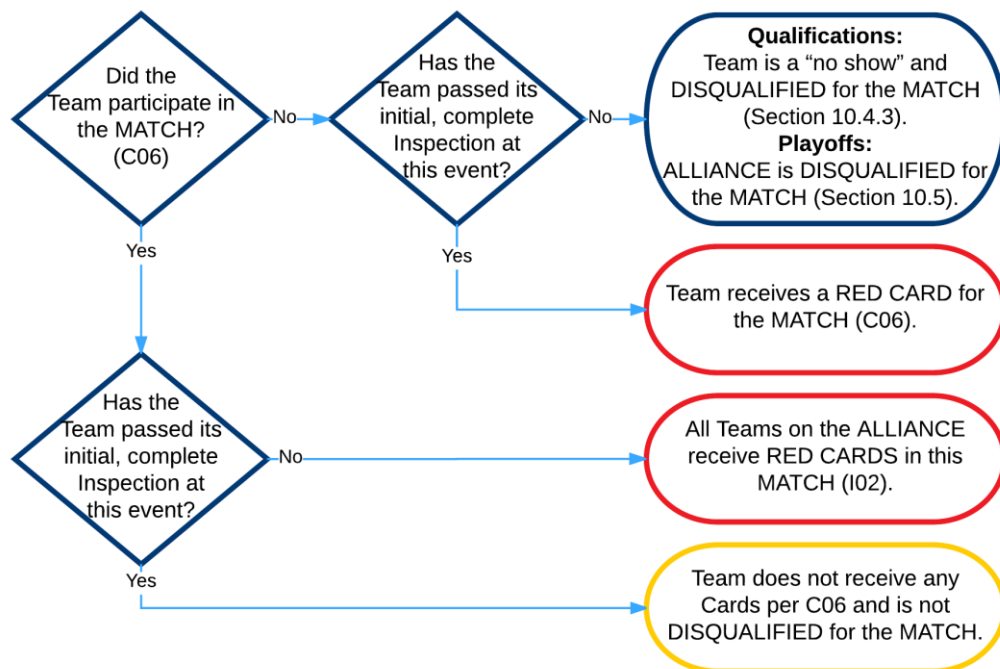 Did the
Team participate in
the MATCH?
(C06)
No
Has the
Team passed its
initial, complete
Inspection at
this event?
No
Qualifications:
Team is a “no show” and
DISQUALIFIED for the MATCH
(Section 10.4.3).
Playoffs:
ALLIANCE is DISQUALIFIED for
the MATCH (Section 10.5).
Yes
Yes
Team receives a RED CARD for
the MATCH (C06).
Has the
Team passed its
initial, complete
Inspection at
this event?
No
All Teams on the ALLIANCE
receive RED CARDS in this
MATCH (I02).
Yes
Team does not receive any
Cards per C06 and is not
DISQUALIFIED for the MATCH.